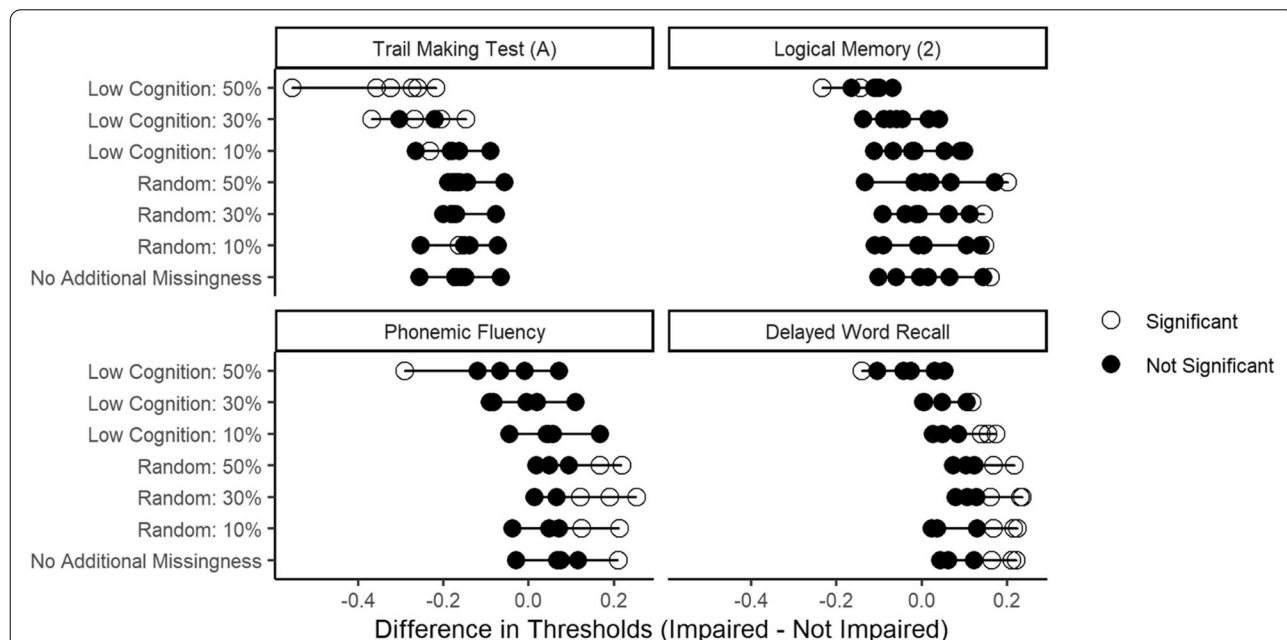 Trail Making Test (A)
Logical Memory (2)
Low Cognition: 50%
Low Cognition: 30%
Low Cognition: 10%
Random: 50%
Random: 30%
Random: 10%
No Additional Missingness
Phonemic Fluency
Delayed Word Recall
Low Cognition: 50%
Low Cognition: 30%
Low Cognition: 10%
Random: 50%
Random: 30%
Random: 10%
No Additional Missingness
Significant
Not Significant
-0.4 -0.2 0.0 0.2 -0.4 -0.2 0.0 0.2
Difference in Thresholds (Impaired - Not Impaired)